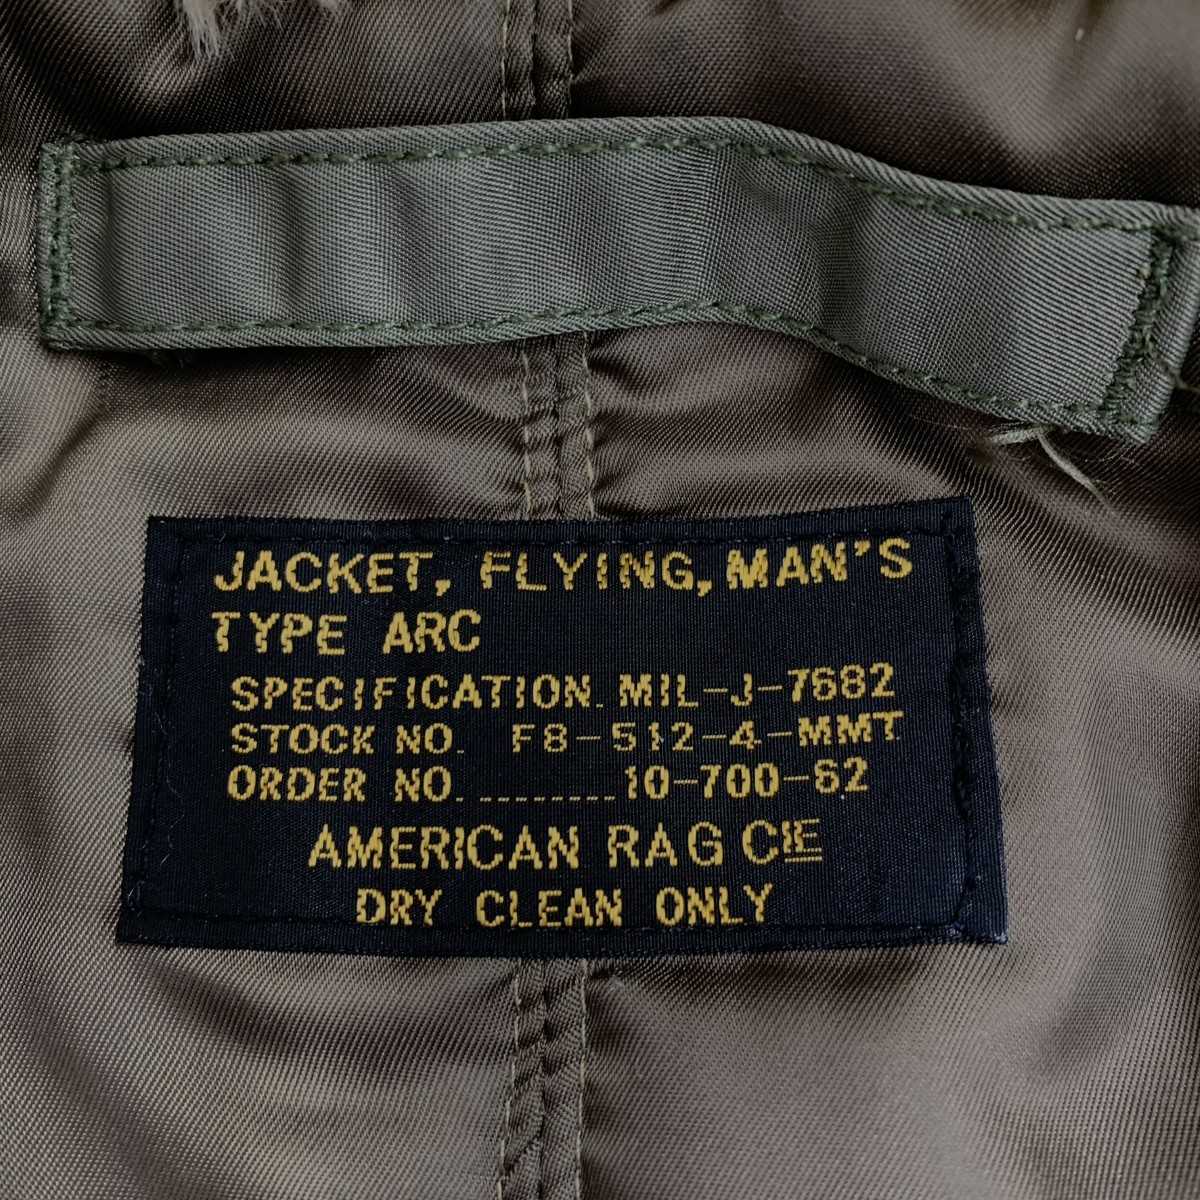 JACKET, FLYING, MAN'S
TYPE ARC
SPECIFICATION. MIL-J-7682
STOCK NO. F8-512-4-MMT
ORDER NO. ......... 10-700-62
AMERICAN RAG CIE
DRY CLEAN ONLY